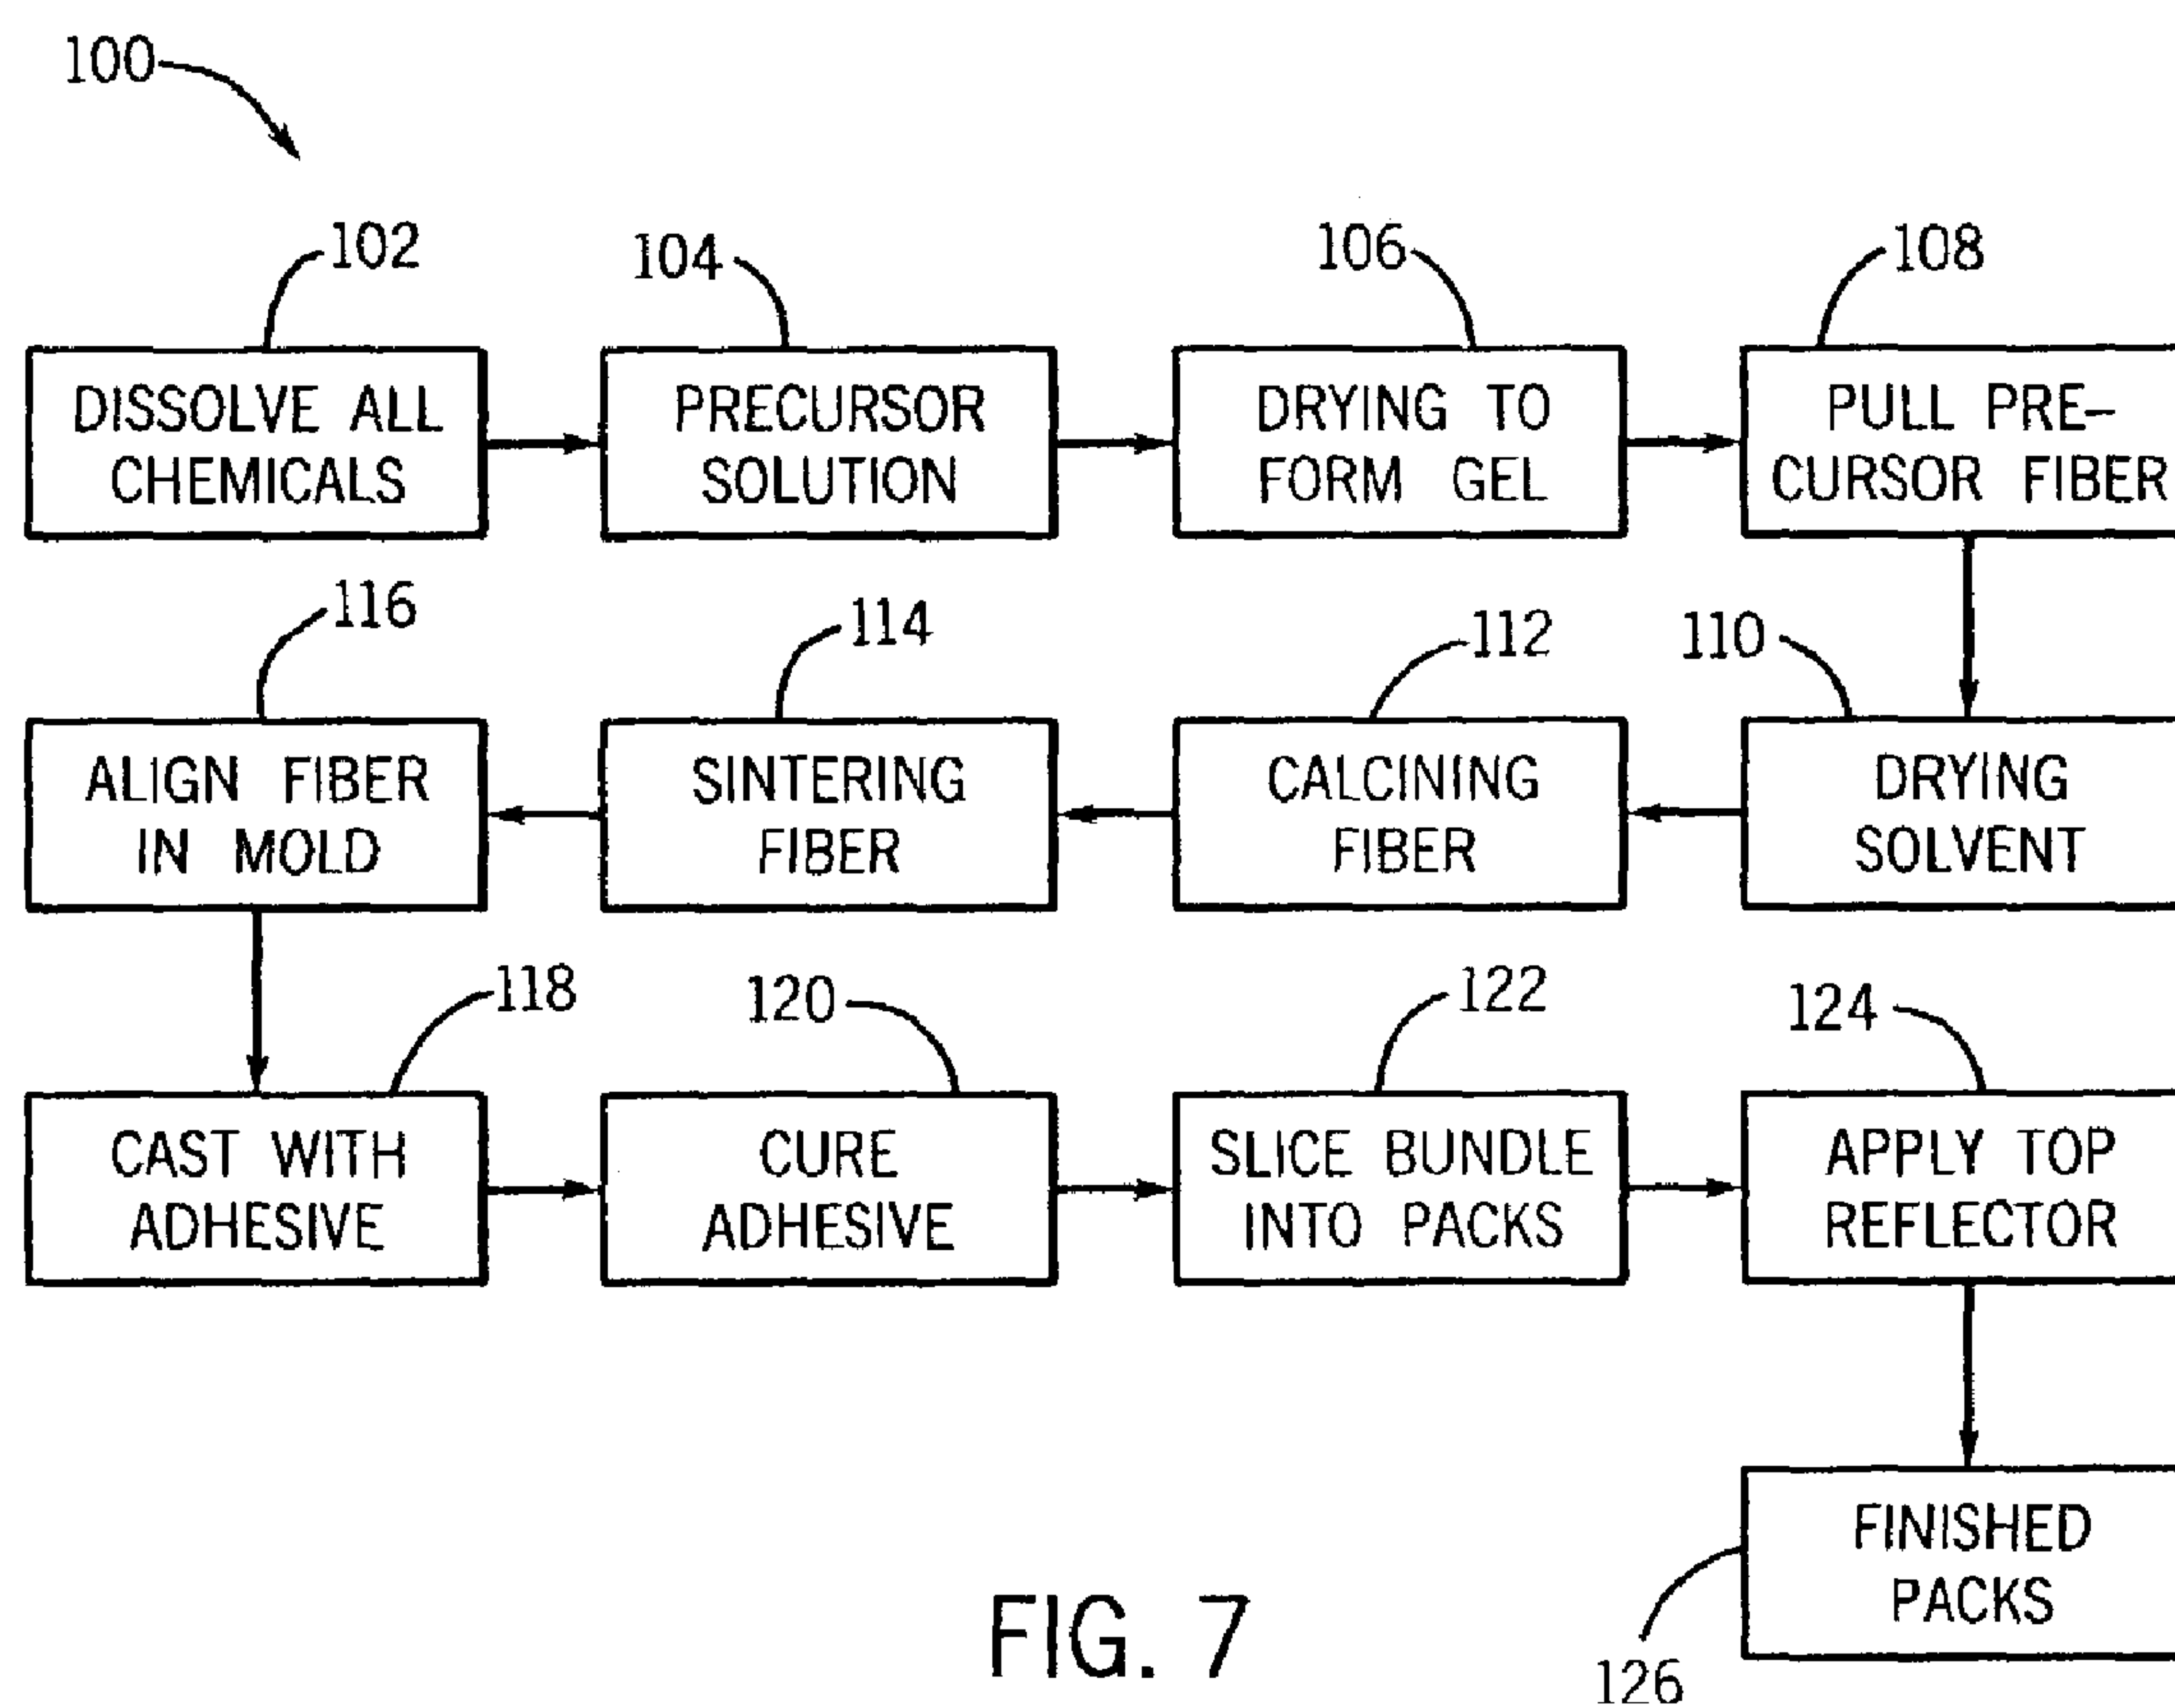 100
102
104
106
108
DISSOLVE ALL
CHEMICALS
PRECURSOR
SOLUTION
DRYING TO
FORM GEL
PULL PRE-
CURSOR FIBER
116
114
112
110
ALIGN FIBER
IN MOLD
SINTERING
FIBER
CALCINING
FIBER
DRYING
SOLVENT
118
120
122
124
CAST WITH
ADHESIVE
CURE
ADHESIVE
SLICE BUNDLE
INTO PACKS
APPLY TOP
REFLECTOR
FINISHED
PACKS
126
FIG. 7